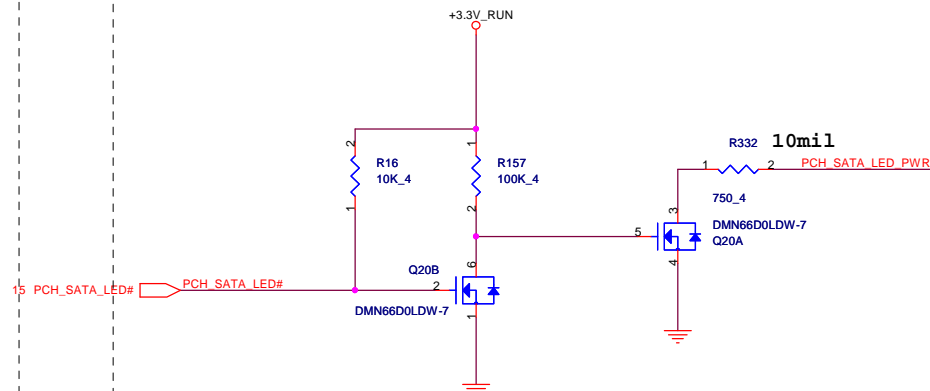 +3.3V_RUN
2
1
R16
10K_4
1
R157
100K_4
2
R332 10mil
1
2
PCH_SATA_LED_PWR
750_4
3
DMN66D0LDW-7
5
Q20A
4
Q20B
6
15 PCH_SATA_LED#
PCH_SATA_LED#
2
DMN66D0LDW-7
1